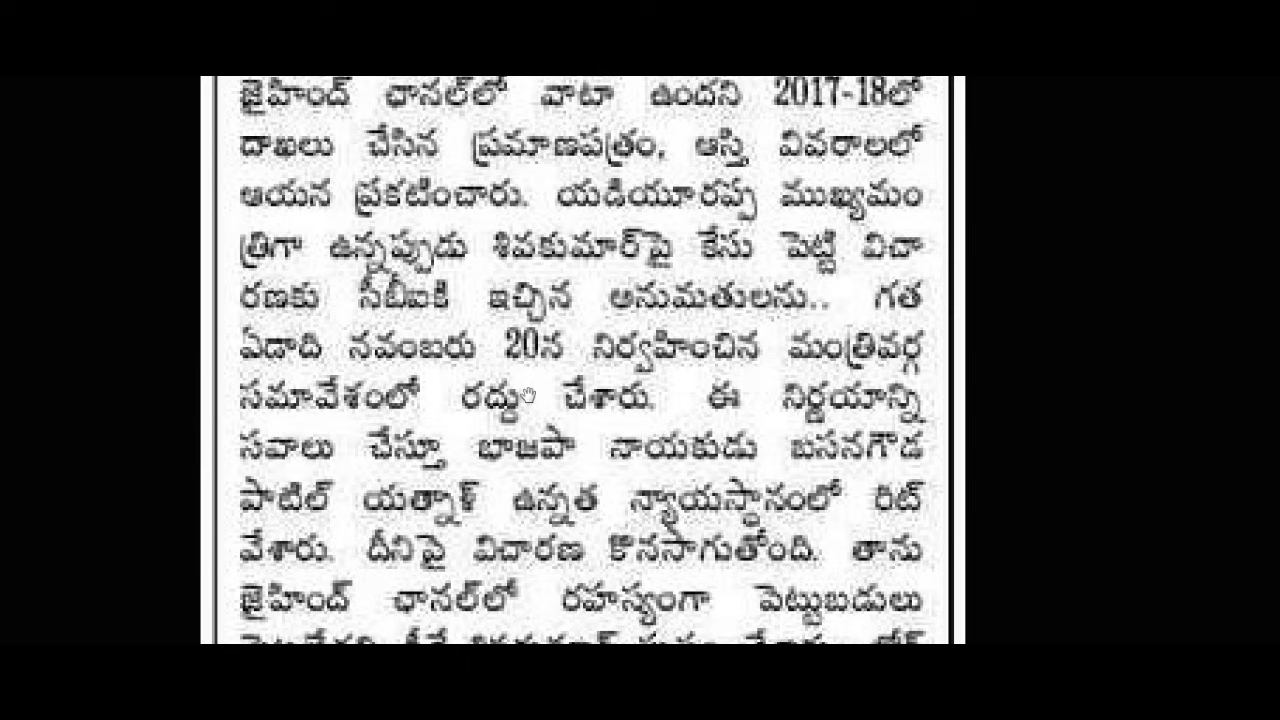 జైహింద్ ఛానల్‌లో వాటా ఉందని 2017-18లో
దాఖలు చేసిన ప్రమాణపత్రం, ఆస్తి వివరాలలో
ఆయన ప్రకటించారు. యడియూరప్ప ముఖ్యమం
త్రిగా ఉన్నప్పుడు శివకుమార్‌పై కేసు పెట్టి విచా
రణకు సీబీఐకి ఇచ్చిన అనుమతులను.. గత
ఏడాది నవంబరు 20న నిర్వహించిన మంత్రివర్గ
సమావేశంలో రద్దు చేశారు. ఈ నిర్ణయాన్ని
సవాలు చేస్తూ భాజపా నాయకుడు బసనగౌడ
పాటిల్ యత్నాళ్ ఉన్నత న్యాయస్థానంలో రిట్
వేశారు. దీనిపై విచారణ కొనసాగుతోంది. తాను
జైహింద్ ఛానల్‌లో రహస్యంగా పెట్టుబడులు